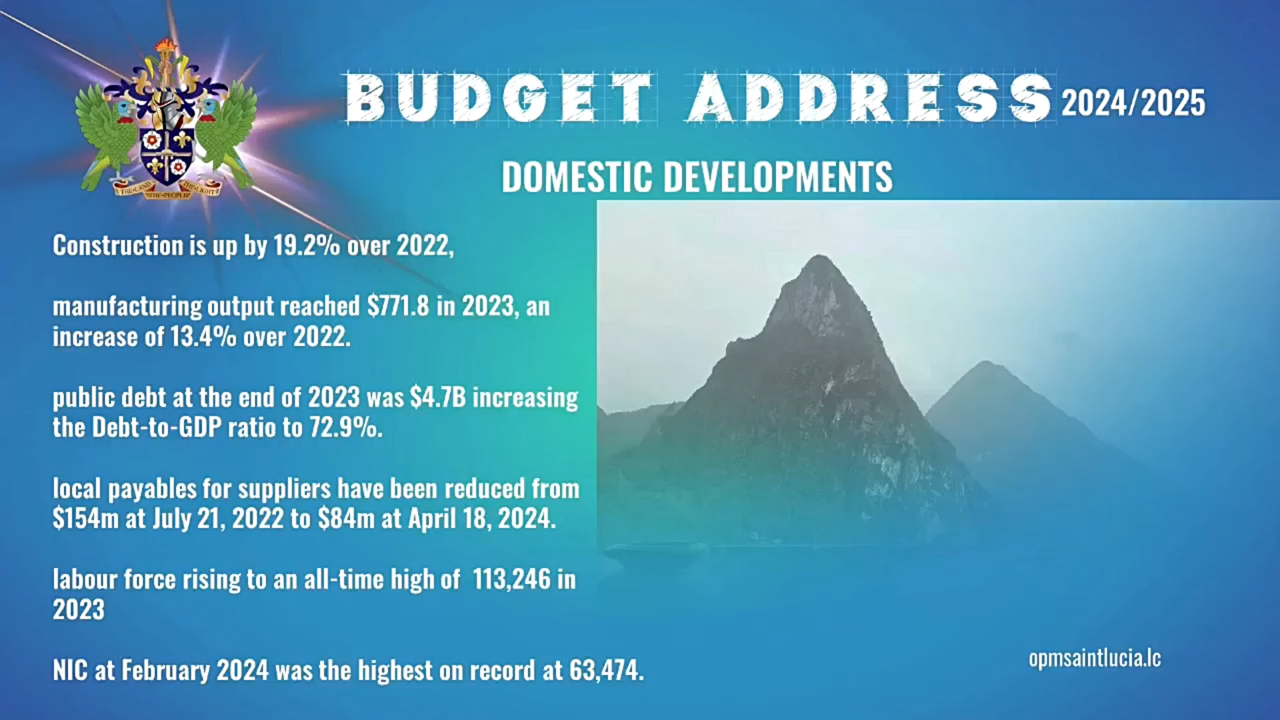 BUDGET ADDRESS 2024/2025
DOMESTIC DEVELOPMENTS
Construction is up by 19.2% over 2022,
manufacturing output reached $771.8 in 2023, an
increase of 13.4% over 2022.
public debt at the end of 2023 was $4.7B increasing
the Debt-to-GDP ratio to 72.9%.
local payables for suppliers have been reduced from
$154m at July 21, 2022 to $84m at April 18, 2024.
labour force rising to an all-time high of 113,246 in
2023
NIC at February 2024 was the highest on record at 63,474.
opmsaintlucia.lc